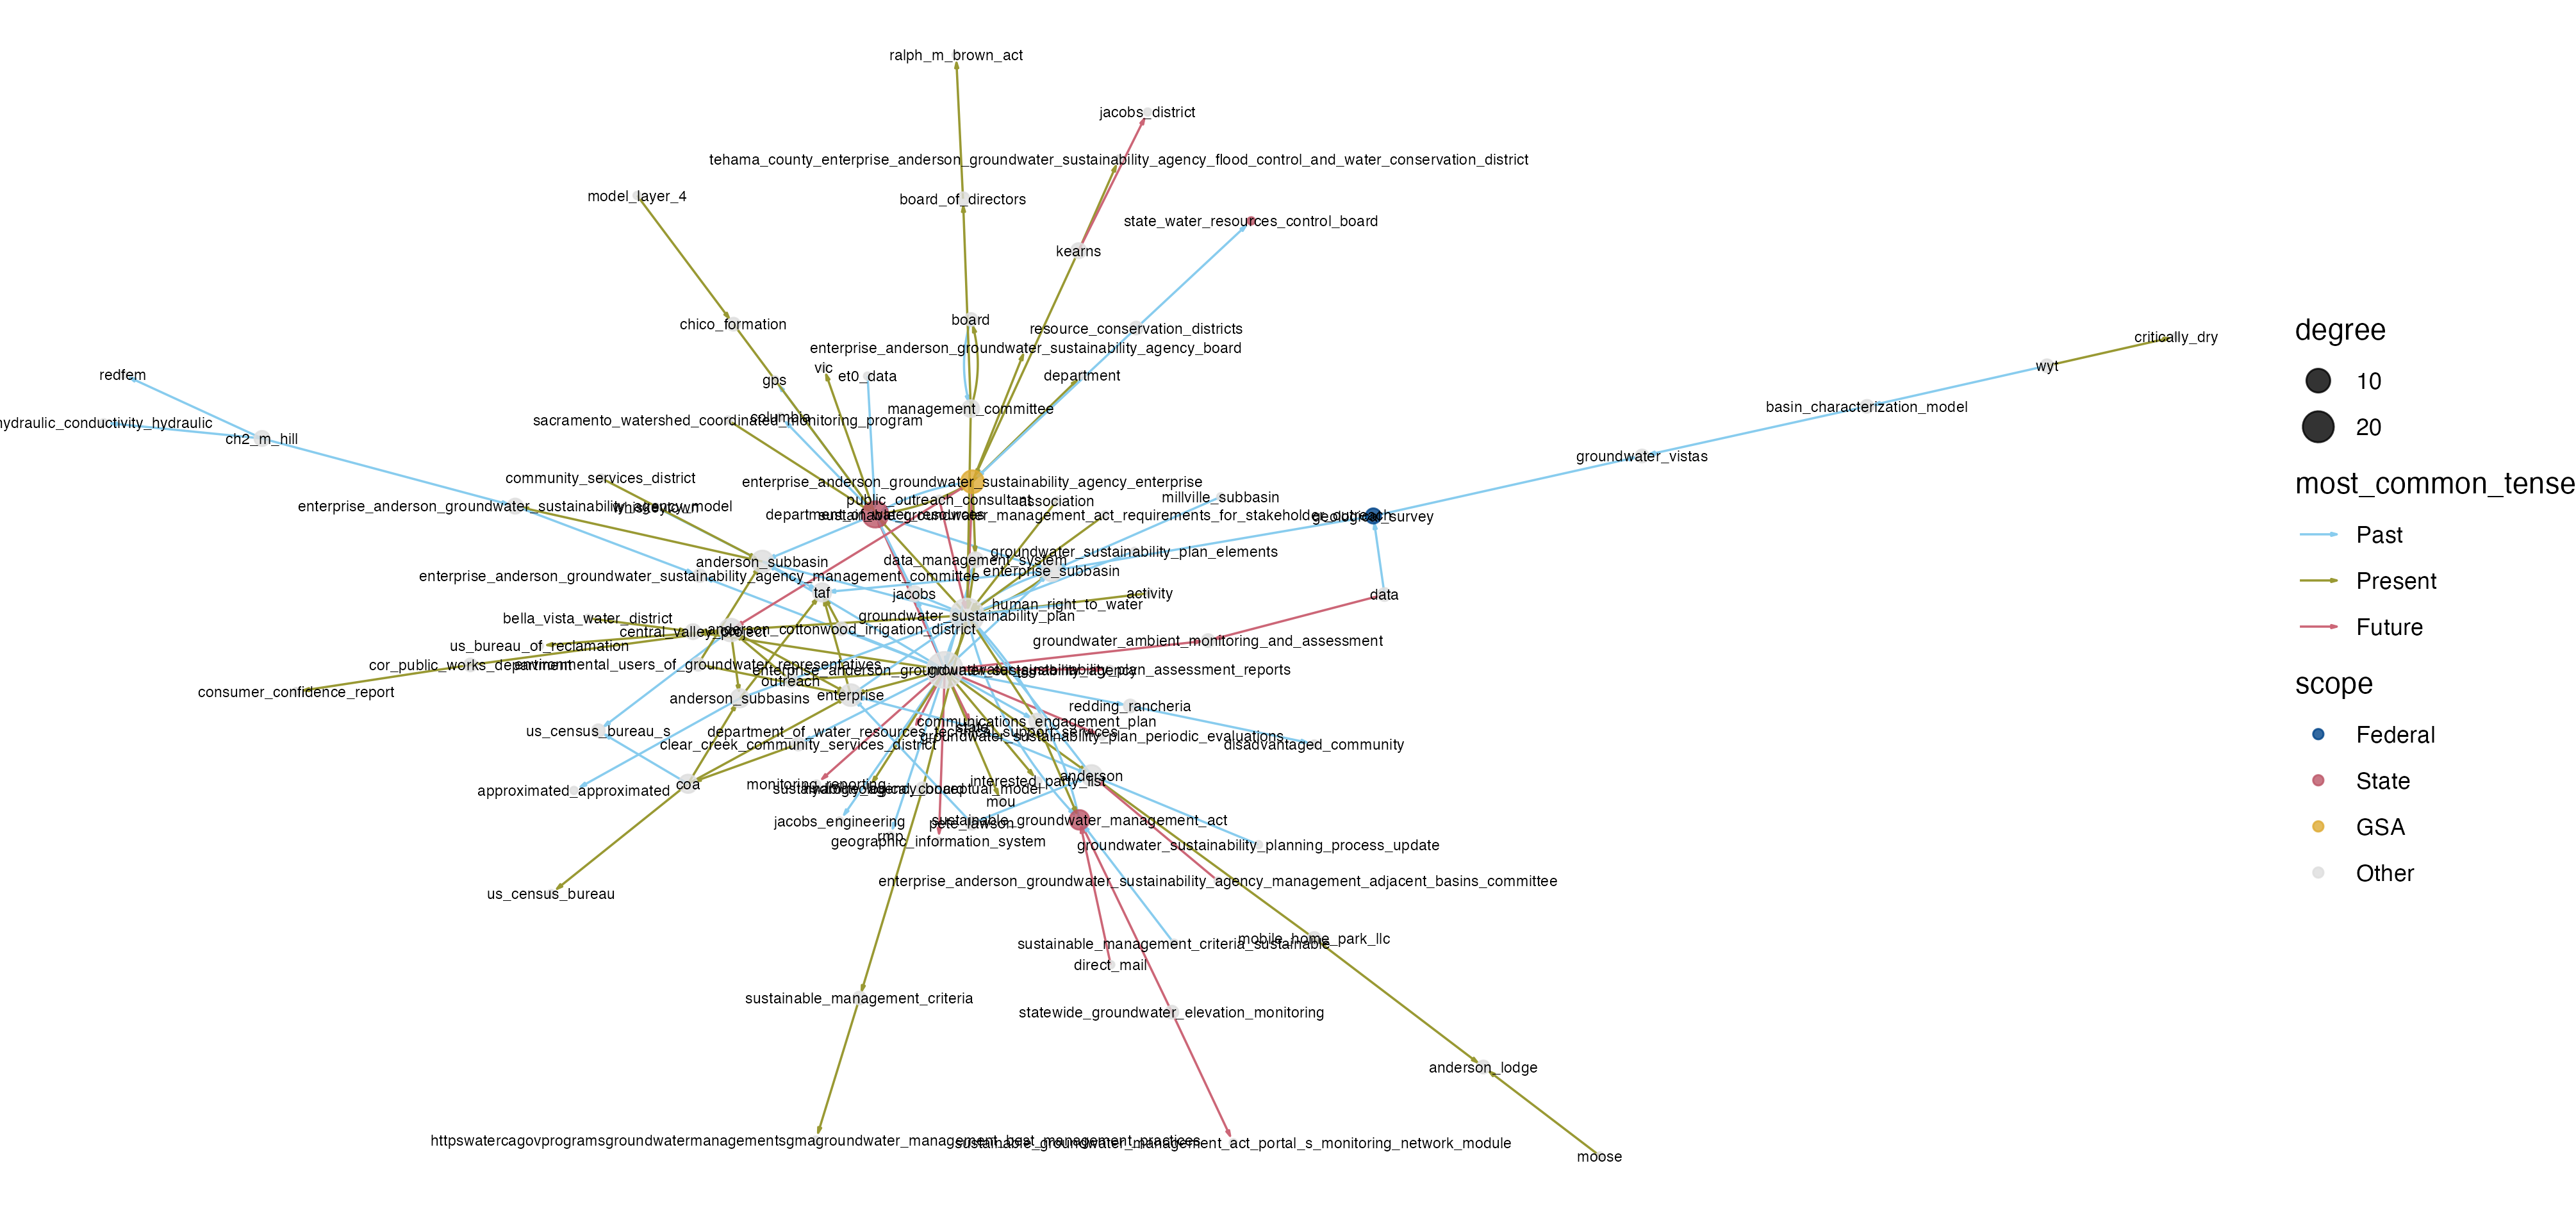 ralph_m_brown_act
jacobs_district
tehama_county_enterprise_anderson_groundwater_sustainability_agency_flood_control_and_water_conservation_district
model_layer_4
board_of_directors
state_water_resources_control_board
kearns
chico_formation
board
resource_conservation_districts
critically_dry
enterprise_anderson_groundwater_sustainability_agency_board
wyt
vic
redfem
gps
et0_data
department
basin_characterization_model
management_committee
columbia
sacramento_watershed_coordinated_monitoring_program
hydraulic_conductivity_hydraulic
ch2_m_hill
groundwater_vistas
community_services_district
enterprise_anderson_groundwater_sustainability_agency_enterprise
millville_subbasin
public_outreach_consultant
association
enterprise_anderson_groundwater_sustainability_agency_model
whiskeytown
department_of_water_resources
sustainable_groundwater_management_act_requirements_for_stakeholder_outreach
geological_survey
groundwater_sustainability_plan_elements
anderson_subbasin
data_management_system
enterprise_subbasin
enterprise_anderson_groundwater_sustainability_agency_management_committee
taf
jacobs
activity
data
human_right_to_water
bella_vista_water_district
groundwater_sustainability_plan
central_valley_project
anderson_cottonwood_irrigation_district
us_bureau_of_reclamation
groundwater_ambient_monitoring_and_assessment
cor_public_works_department
environmental_users_of_groundwater_representatives
enterprise_anderson_groundwater_sustainability_agency
groundwater_sustainability_plan_assessment_reports
outreach
consumer_confidence_report
anderson_subbasins
enterprise
redding_rancheria
communications_engagement_plan
state
us_census_bureau_s
department_of_water_resources_technical_support_services
groundwater_sustainability_plan_periodic_evaluations
clear_creek_community_services_district
disadvantaged_community
anderson
interested_party_list
coa
monitoring_reporting
approximated_approximated
hydrogeological_conceptual_model
mou
jacobs_engineering
pete_lawson
sustainable_groundwater_management_act
rmp
geographic_information_system
groundwater_sustainability_planning_process_update
enterprise_anderson_groundwater_sustainability_agency_management_adjacent_basins_committee
us_census_bureau
mobile_home_park_llc
sustainable_management_criteria_sustainable
direct_mail
sustainable_management_criteria
statewide_groundwater_elevation_monitoring
anderson_lodge
httpswatercagovprogramsgroundwatermanagementsgmagroundwater_management_best_management_practices
sustainable_groundwater_management_act_portal_s_monitoring_network_module
moose
degree
10
20
most_common_tense
Past
Present
Future
scope
Federal
State
GSA
Other